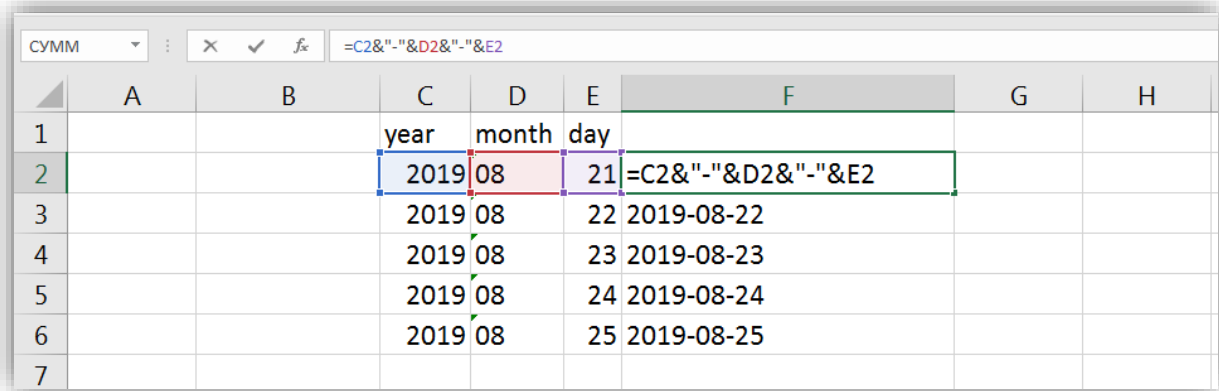 СУММ fx =C2&"-"&D2&"-"&E2
A B C D E F G H
1 year month day
2 2019 08 21 =C2&"-"&D2&"-"&E2
3 2019 08 22 2019-08-22
4 2019 08 23 2019-08-23
5 2019 08 24 2019-08-24
6 2019 08 25 2019-08-25
7